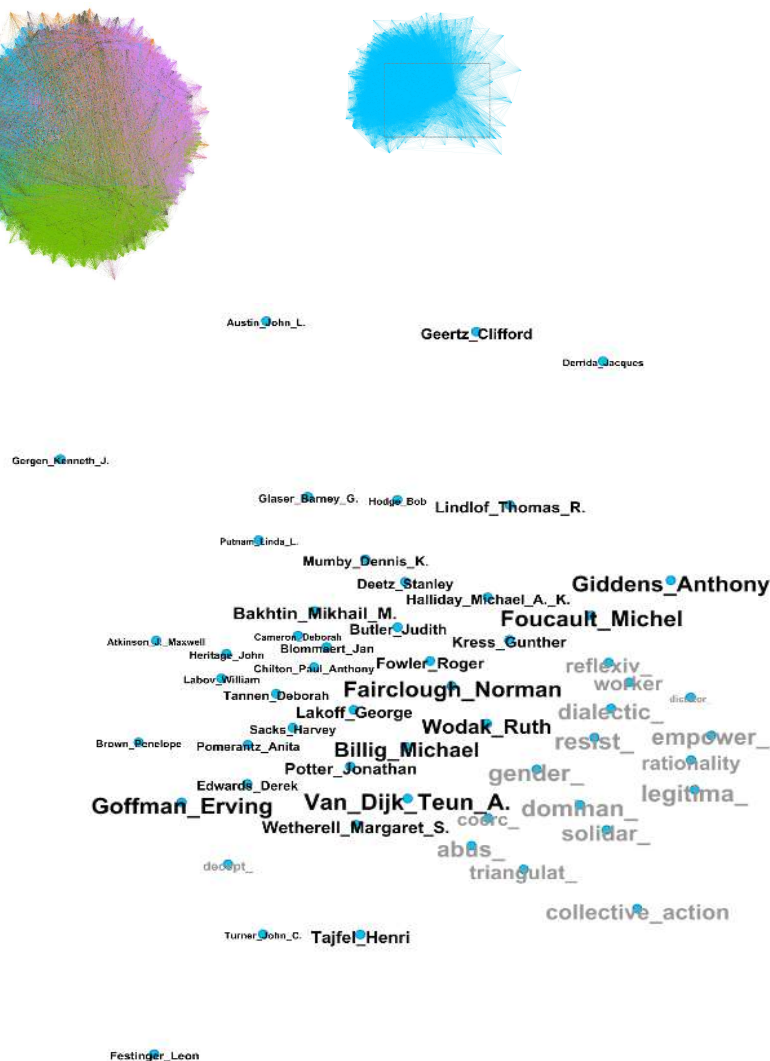 Austin_John_L.
Geertz_Clifford
Derrida_Jacques
Gergen_Kenneth_J.
Glaser_Barney_G.
Hodge_Bob
Lindlof_Thomas_R.
Putnam_Linda_L.
Mumby_Dennis_K.
Deetz_Stanley
Giddens_Anthony
Halliday_Michael_A._K.
Bakhtin_Mikhail_M.
Foucault_Michel
Butler_Judith
Cameron_Deborah
Atkinson_J._Maxwell
Kress_Gunther
Blommaert_Jan
Heritage_John
Chilton_Paul_Anthony
Fowler_Roger
reflexiv_
Labov_William
worker
Fairclough_Norman
Tannen_Deborah
Lakoff_George
dialectic_
Sacks_Harvey
Wodak_Ruth
Brown_Penelope
Pomerantz_Anita
Billig_Michael
resist_
empower_
Potter_Jonathan
rationality
gender_
Edwards_Derek
legitima_
Goffman_Erving
Van_Dijk_Teun_A.
domman_
coerc_
Wetherell_Margaret_S.
solidar_
abus_
decept_
triangulat_
collective_action
Turner_John_C.
Tajfel_Henri
Festinger_Leon